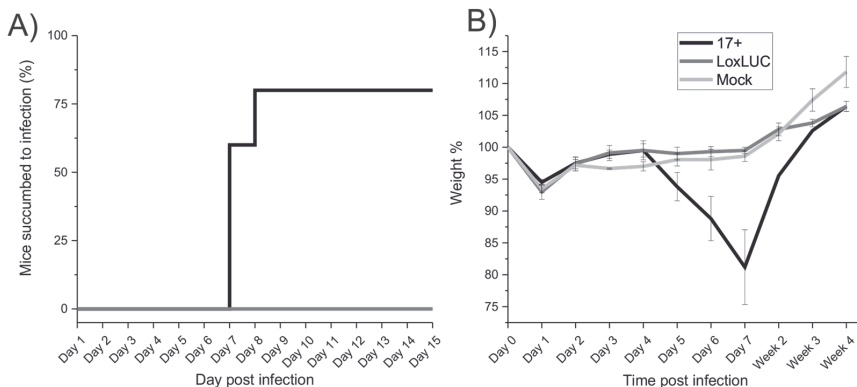 A)
Mice succumbed to infection (%)
100
75
50
25
0
Day 1
Day 2
Day 3
Day 4
Day 5
Day 6
Day 7
Day 8
Day 9
Day 10
Day 11
Day 12
Day 13
Day 14
Day 15
Day post infection
B)
17+
LoxLUC
Mock
Weight %
115
110
105
100
95
90
85
80
75
Day 0
Day 1
Day 2
Day 3
Day 4
Day 5
Day 6
Day 7
Week 2
Week 3
Week 4
Time post infection